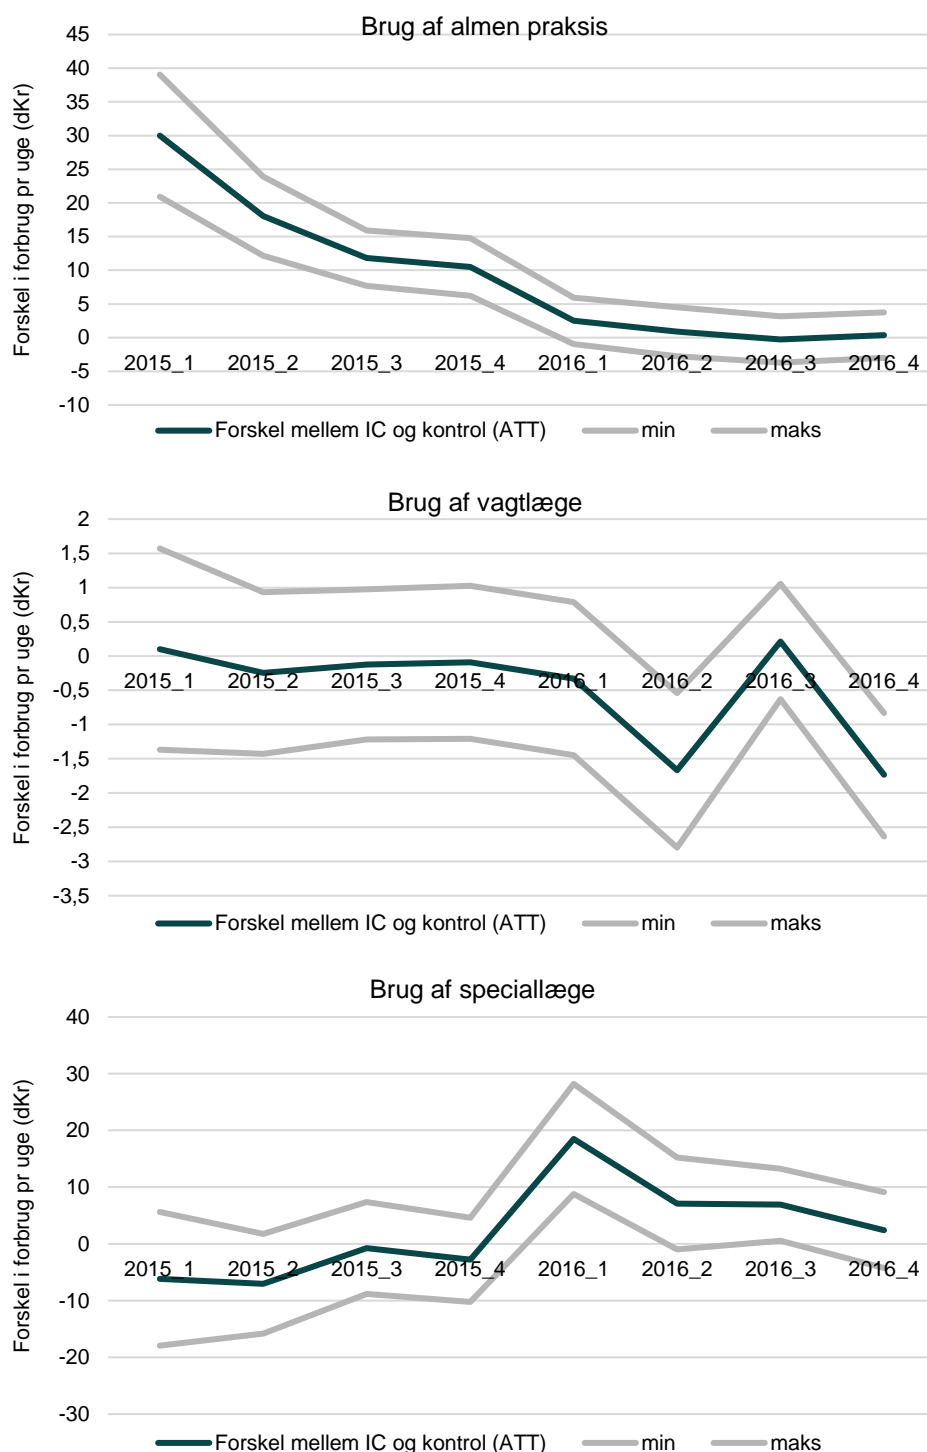 Brug af almen praksis
Forskel i forbrug pr uge (dKr)
45
40
35
30
25
20
15
10
5
0
-5
-10
2015_1 2015_2 2015_3 2015_4 2016_1 2016_2 2016_3 2016_4
Forskel mellem IC og kontrol (ATT) min maks
Brug af vagtlæge
Forskel i forbrug pr uge (dKr)
2
1,5
1
0,5
0
-0,5
-1
-1,5
-2
-2,5
-3
-3,5
2015_1 2015_2 2015_3 2015_4 2016_1 2016_2 2016_3 2016_4
Forskel mellem IC og kontrol (ATT) min maks
Brug af speciallæge
Forskel i forbrug pr uge (dKr)
40
30
20
10
0
-10
-20
-30
2015_1 2015_2 2015_3 2015_4 2016_1 2016_2 2016_3 2016_4
Forskel mellem IC og kontrol (ATT) min maks